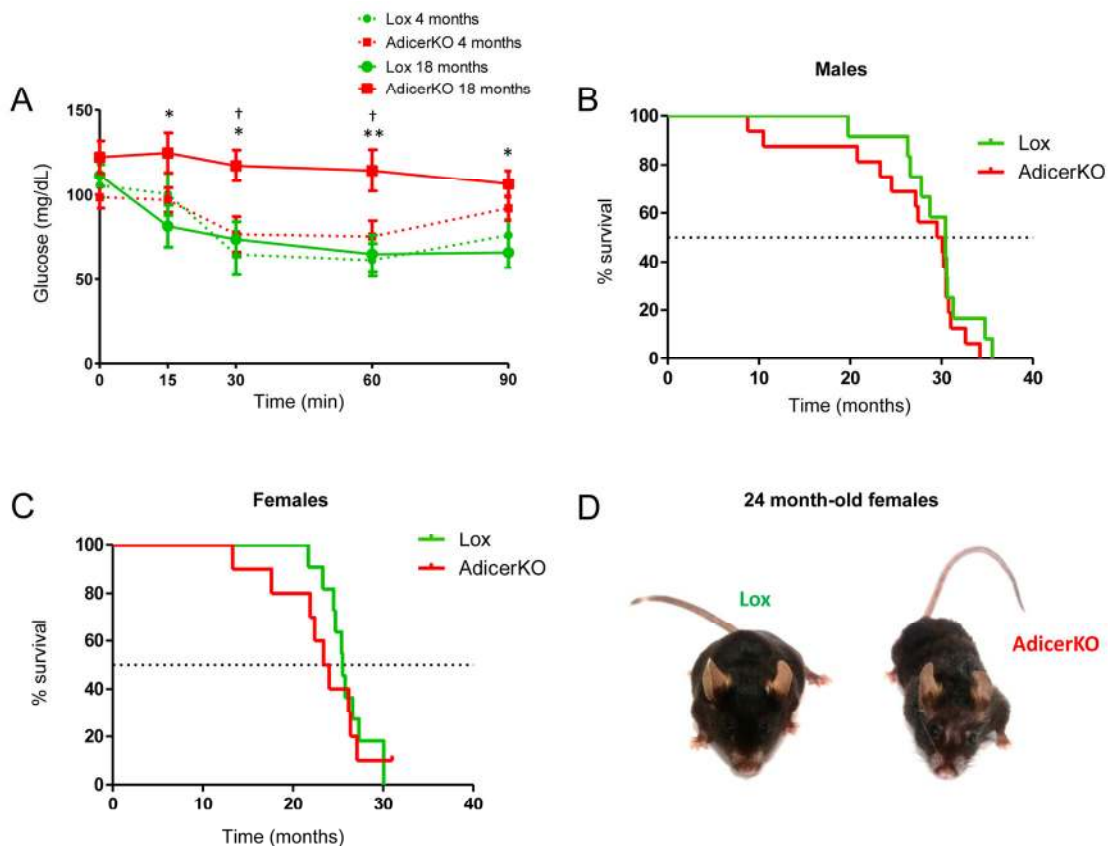 Lox 4 months
AdicerKO 4 months
Lox 18 months
AdicerKO 18 months
A
150
100
50
0
Glucose (mg/dL)
*
†
*
†
**
*
0 15 30 60 90
Time (min)
B
Males
Lox
AdicerKO
100
80
60
40
20
0
% survival
0 10 20 30 40
Time (months)
C
Females
Lox
AdicerKO
100
80
60
40
20
0
% survival
0 10 20 30 40
Time (months)
D
24 month-old females
Lox
AdicerKO